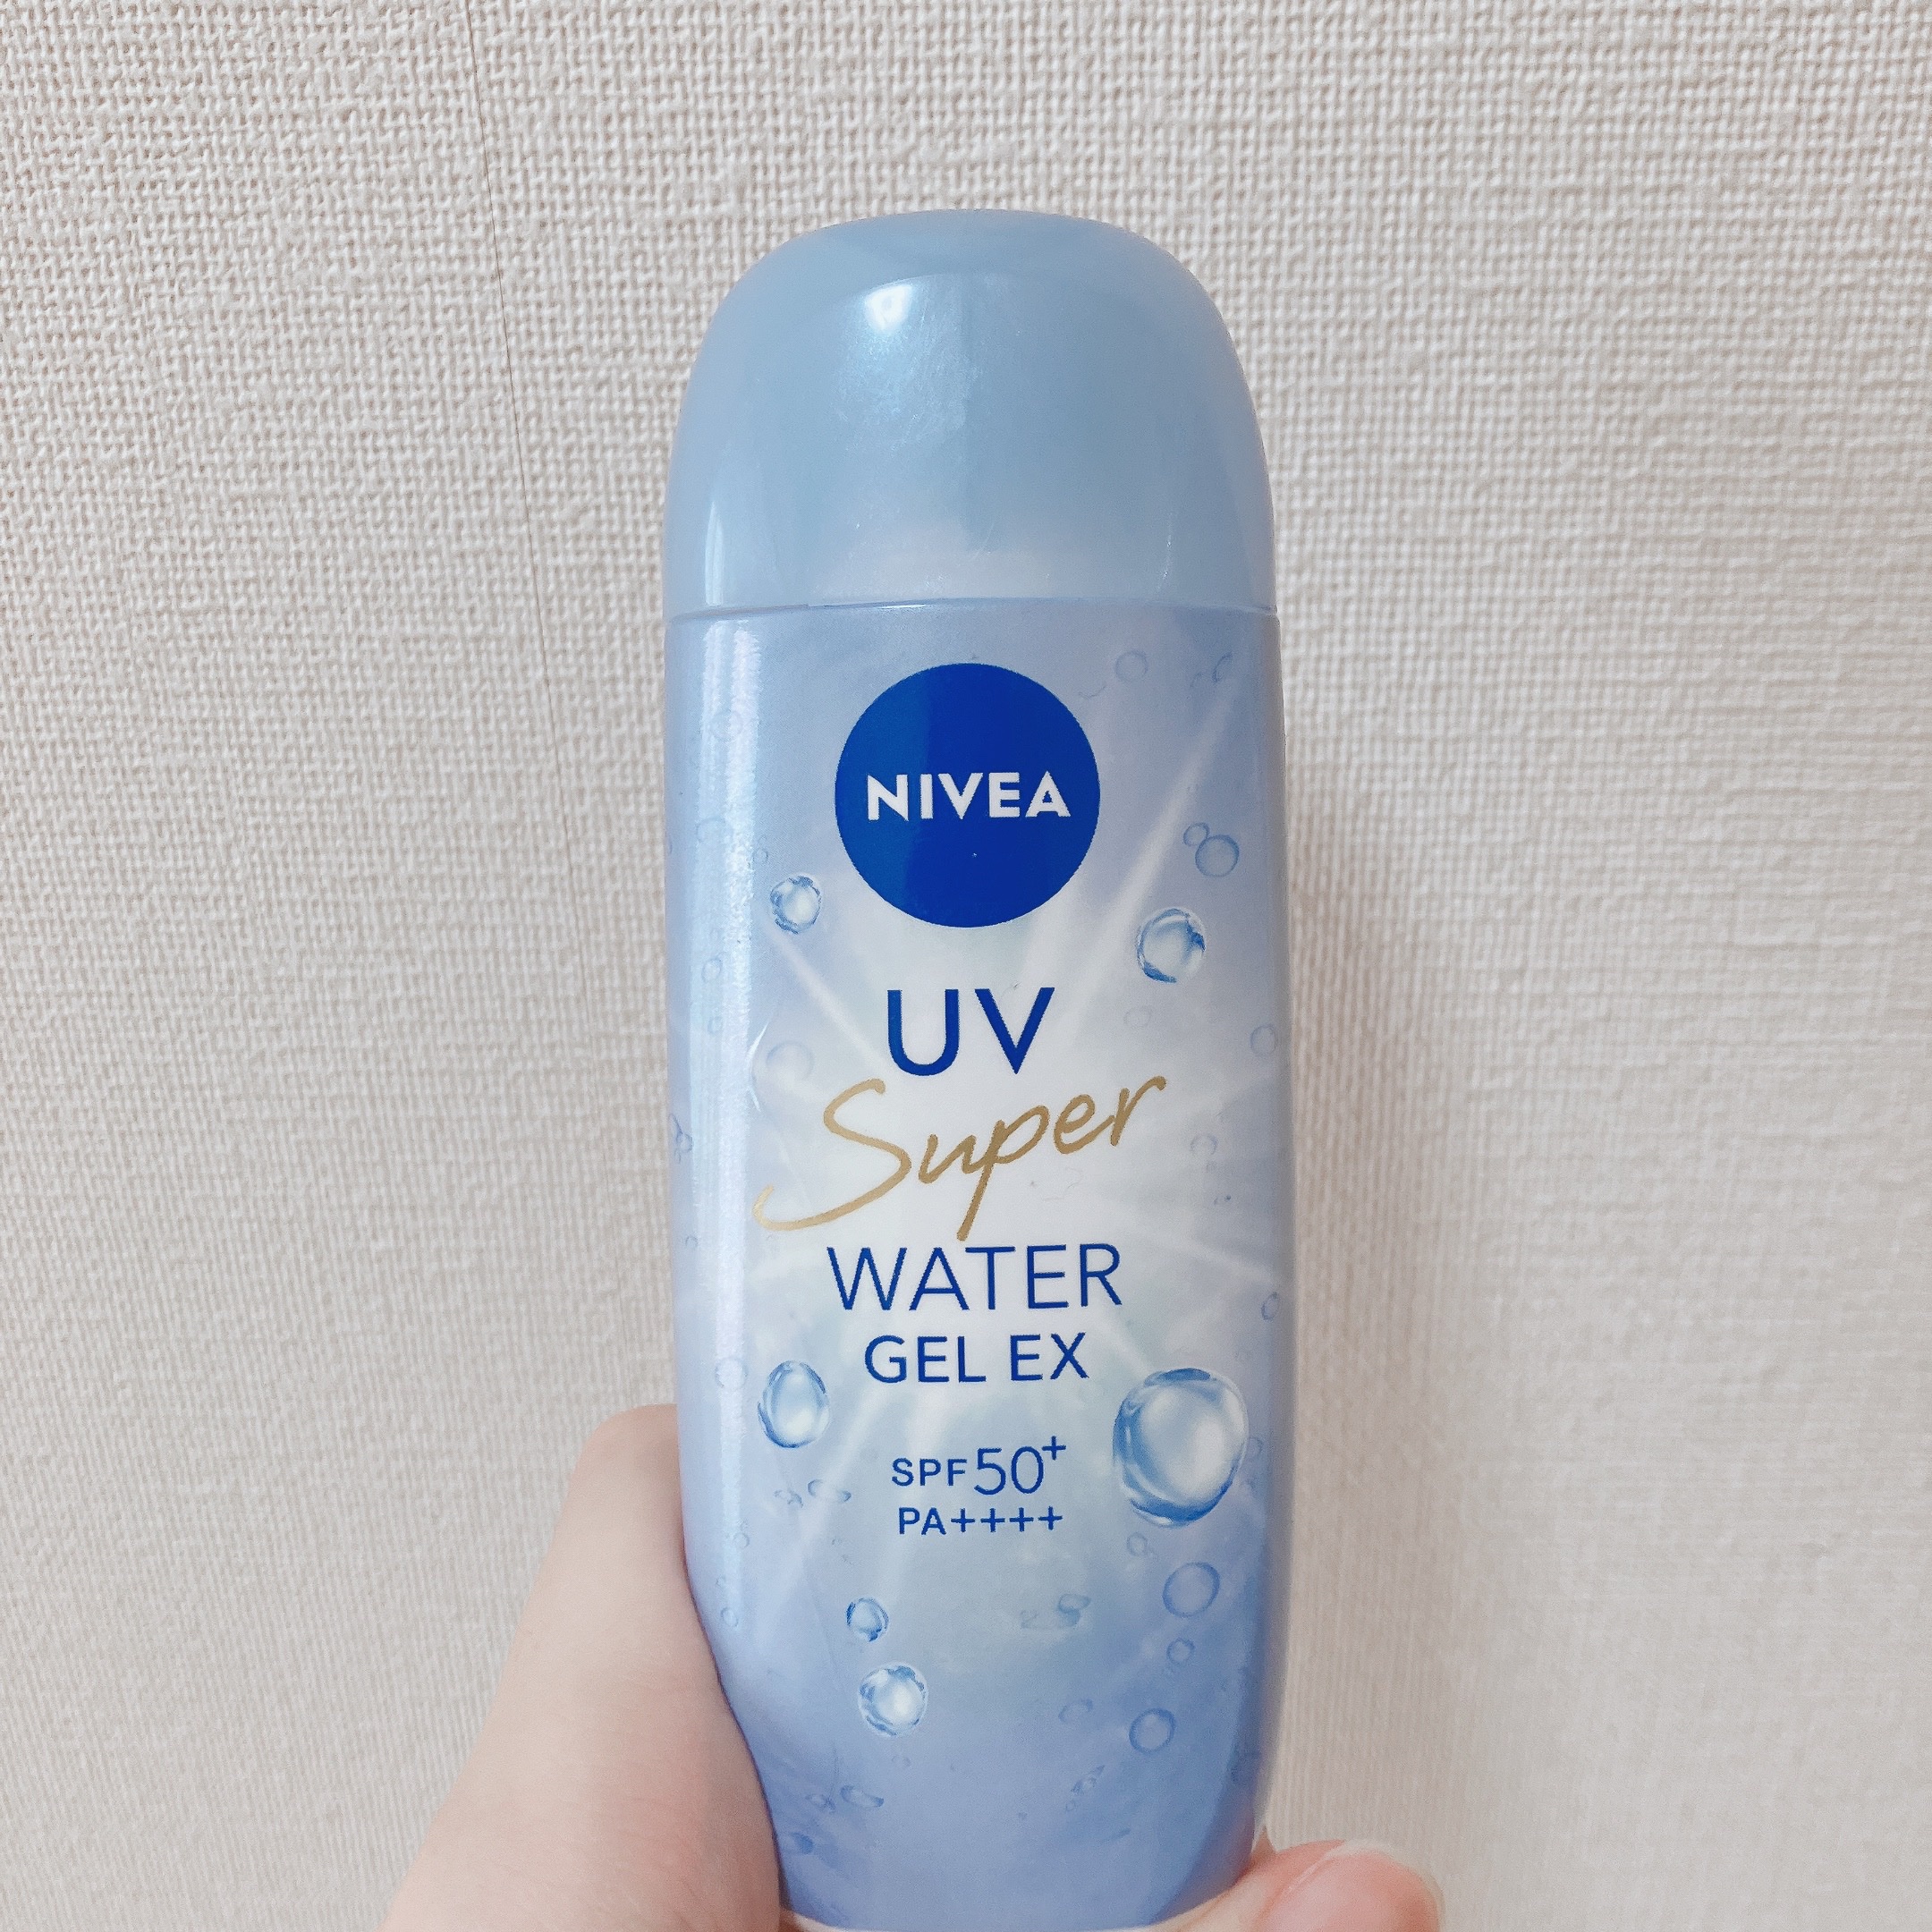 NIVEA
UV
Super
WATER
GEL EX
SPF50+
PA++++